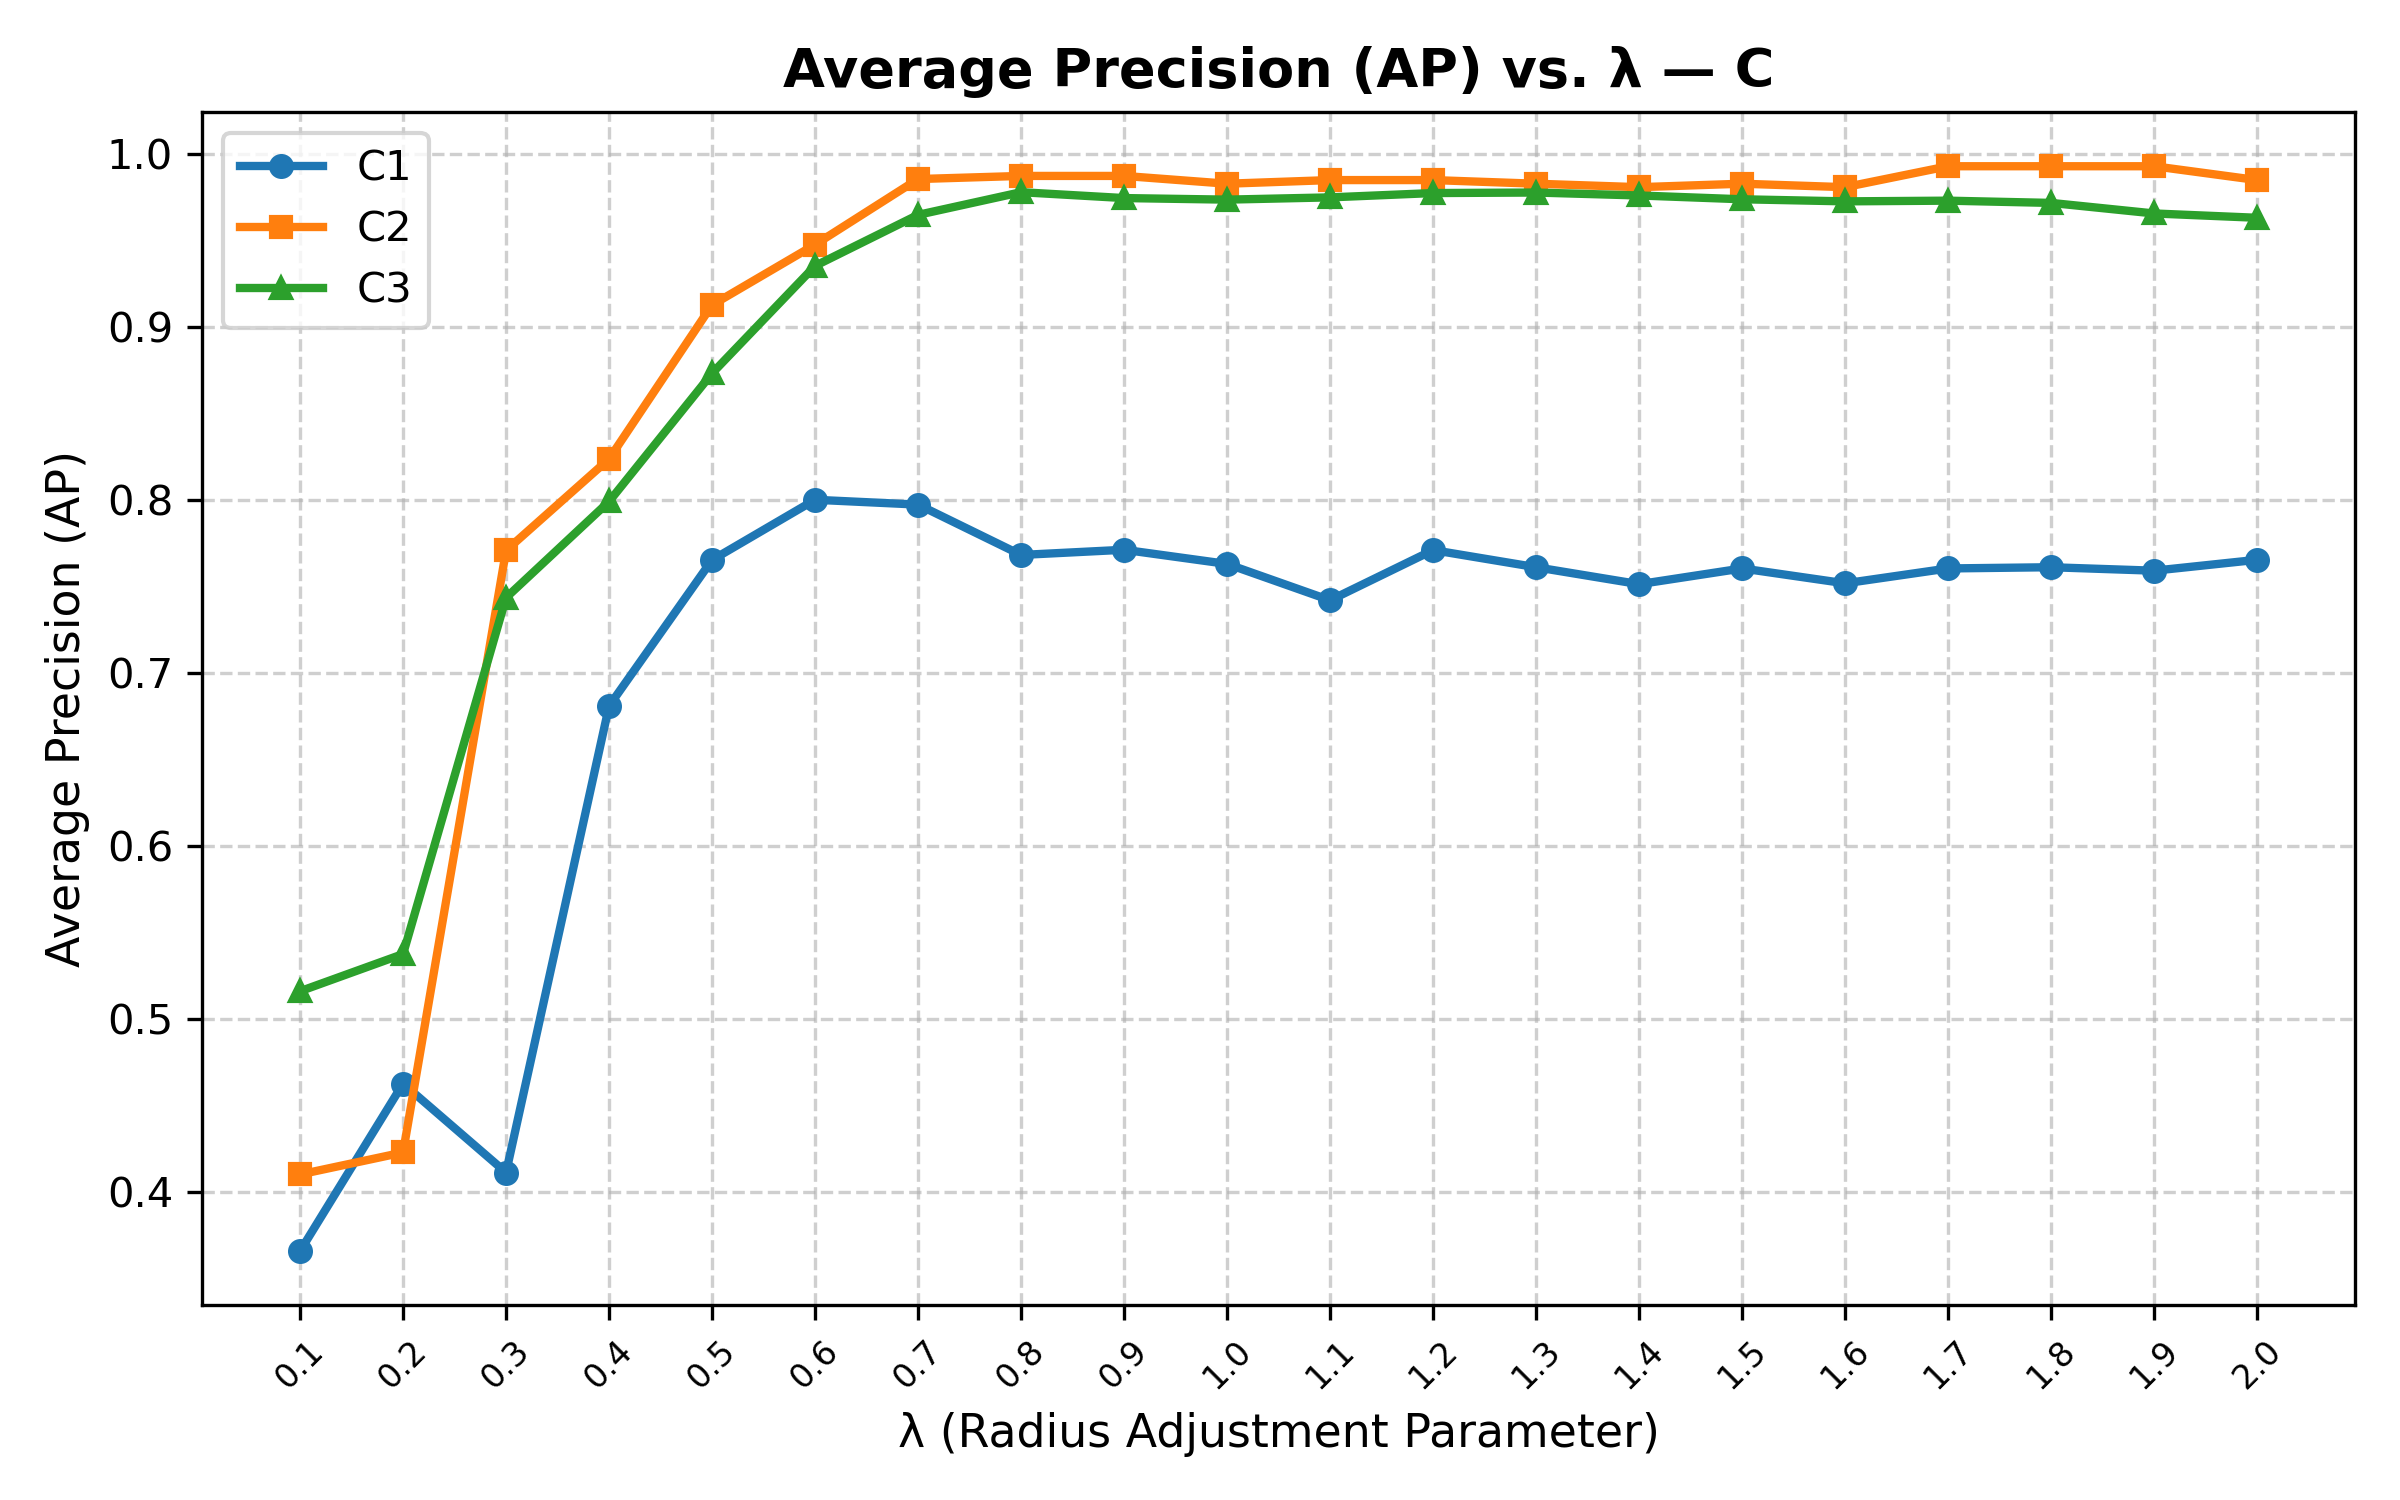 Average Precision (AP) vs. λ — C
C1
C2
C3
1.0
0.9
0.8
0.7
0.6
0.5
0.4
Average Precision (AP)
0.1 0.2 0.3 0.4 0.5 0.6 0.7 0.8 0.9 1.0 1.1 1.2 1.3 1.4 1.5 1.6 1.7 1.8 1.9 2.0
λ (Radius Adjustment Parameter)